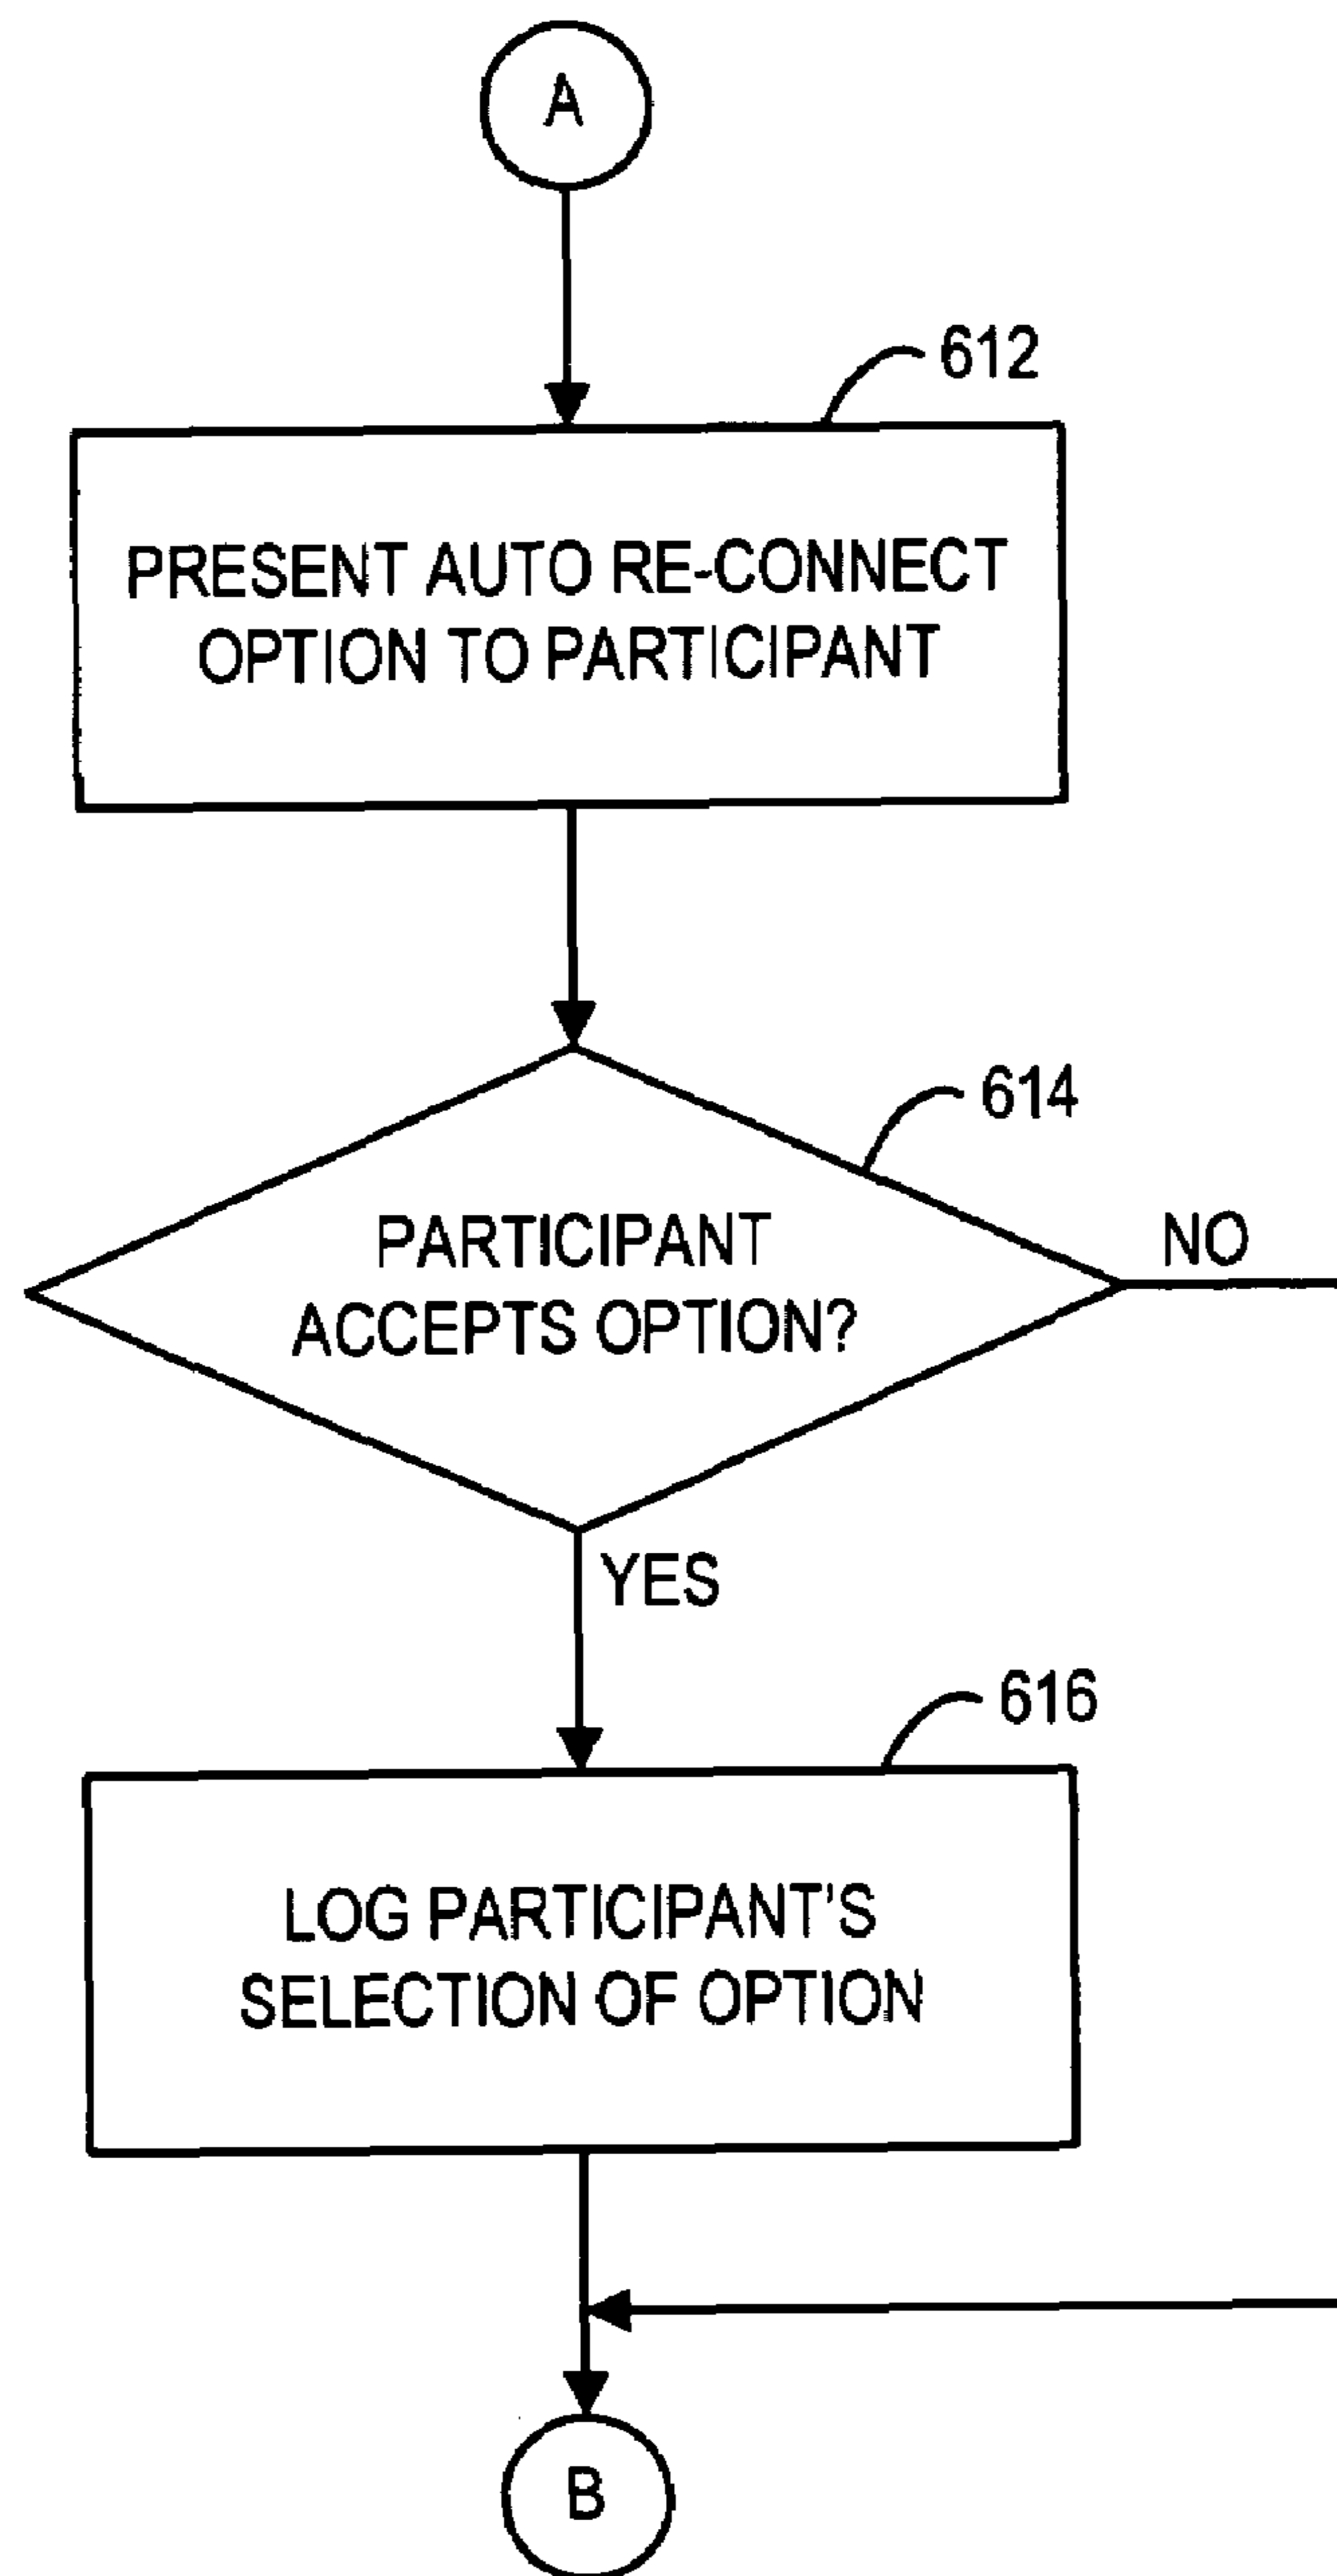 A
612
PRESENT AUTO RE-CONNECT
OPTION TO PARTICIPANT
614
PARTICIPANT
ACCEPTS OPTION?
NO
YES
616
LOG PARTICIPANT'S
SELECTION OF OPTION
B